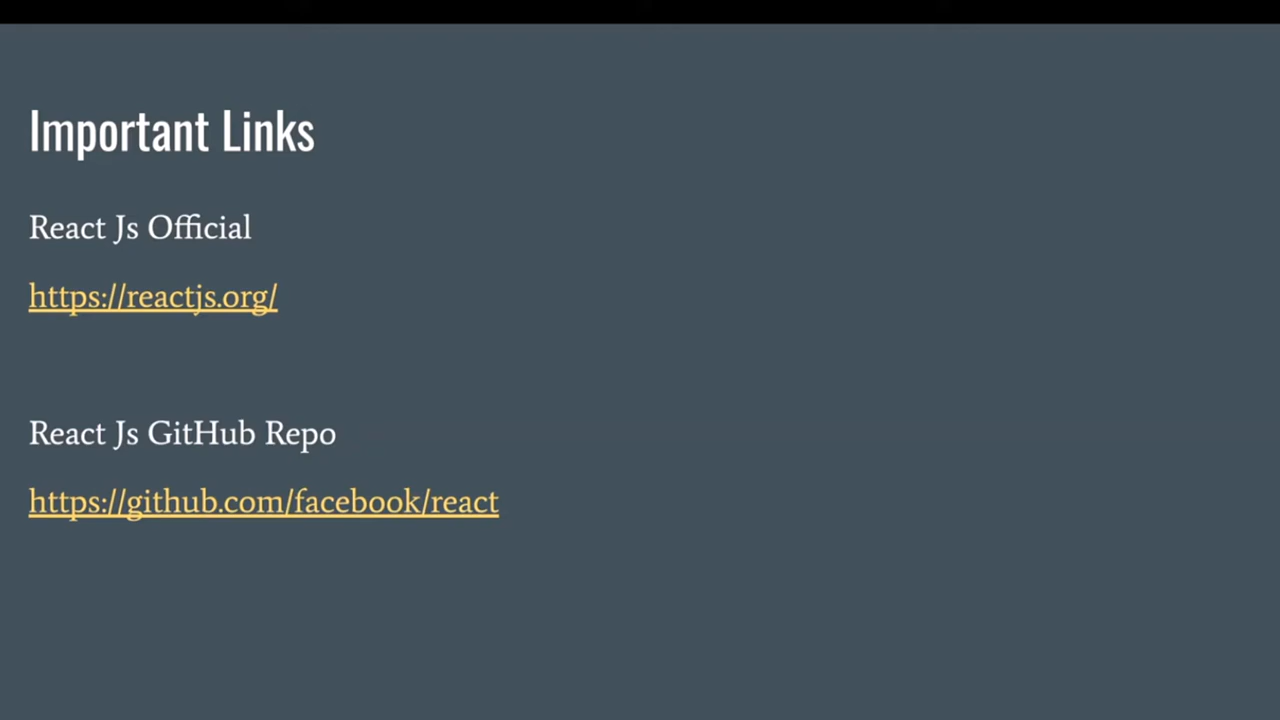 Important Links
React Js Official
https://reactjs.org/
React Js GitHub Repo
https://github.com/facebook/react